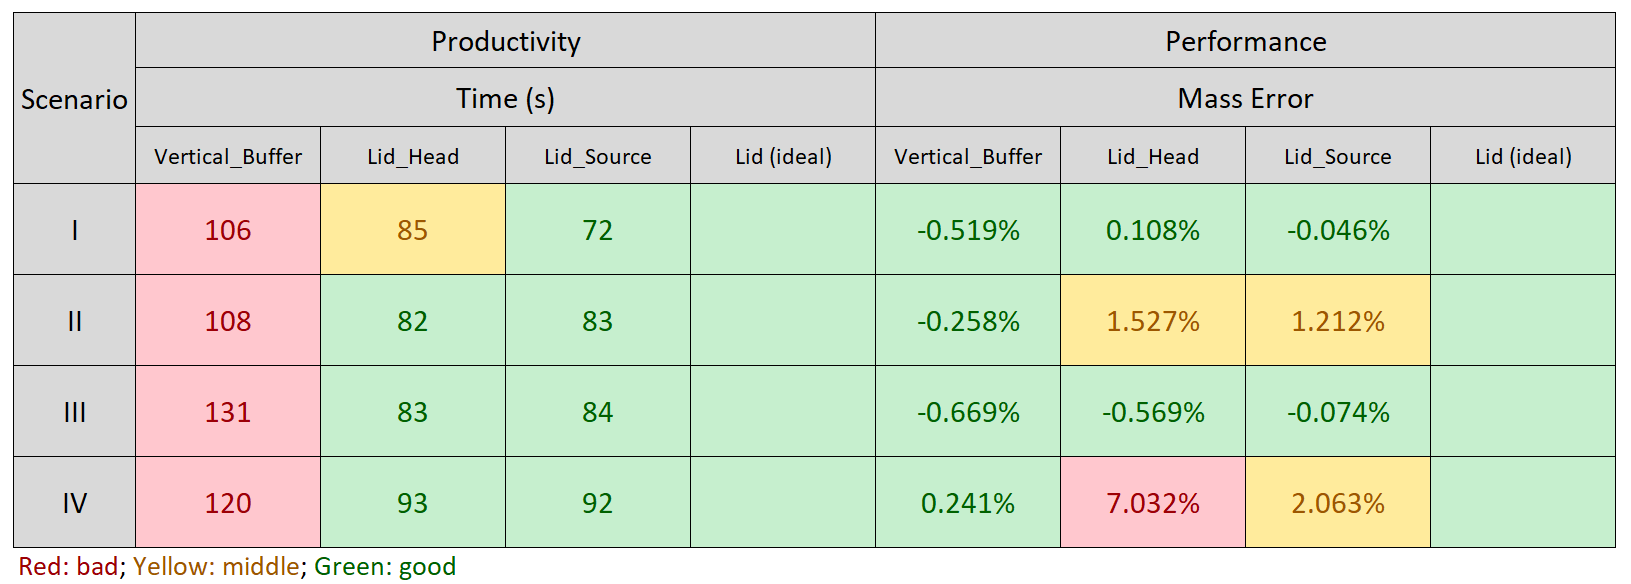 Productivity Performance
Scenario Time (s) Mass Error
Vertical_Buffer Lid_Head Lid_Source Lid (ideal) Vertical_Buffer Lid_Head Lid_Source Lid (ideal)
I 106 85 72 -0.519% 0.108% -0.046%
II 108 82 83 -0.258% 1.527% 1.212%
III 131 83 84 -0.669% -0.569% -0.074%
IV 120 93 92 0.241% 7.032% 2.063%
Red: bad; Yellow: middle; Green: good